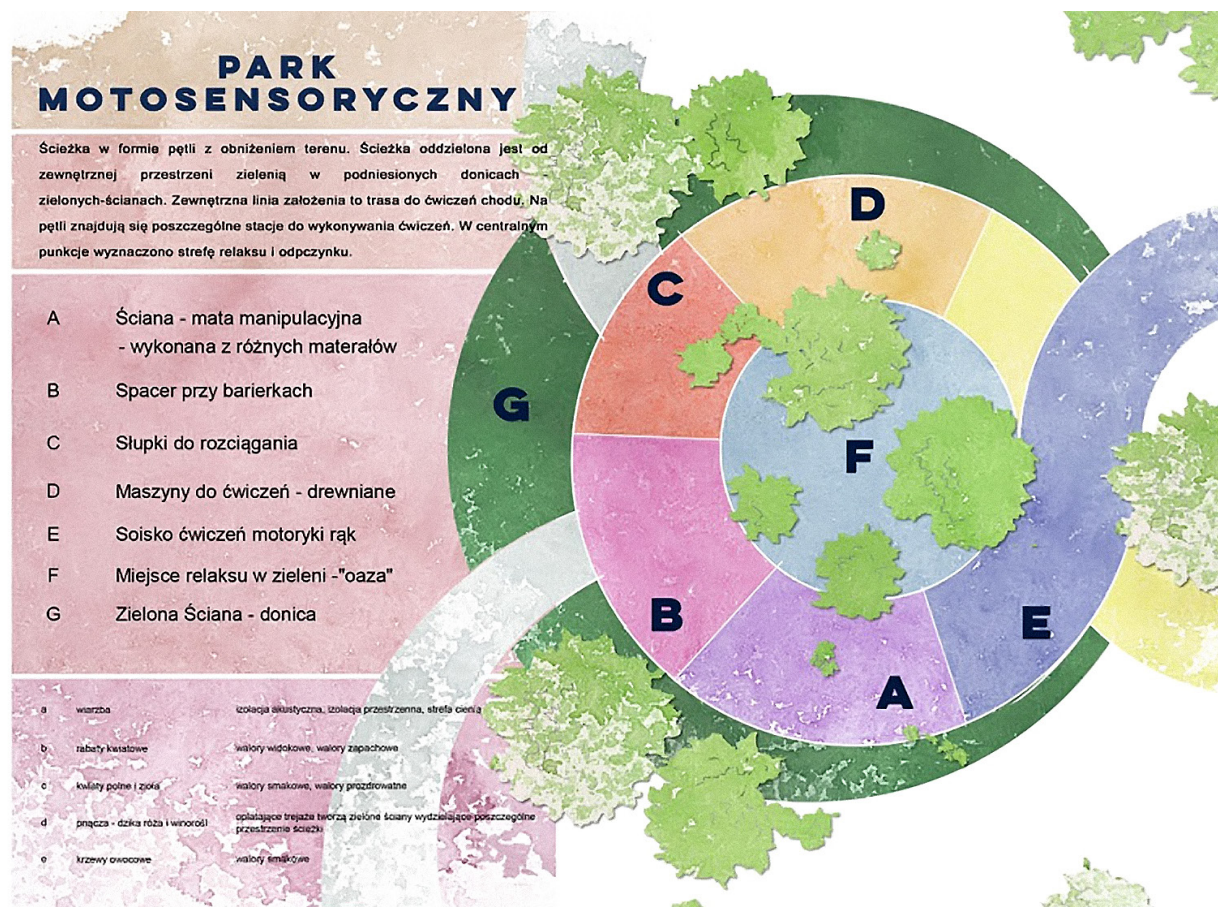 PARK
MOTOSENSORYCZNY
Ścieżka w formie pętli z obniżeniem terenu. Ścieżka oddzielona jest od
zewnętrznej przestrzeni zielenią w podniesionych donicach -
zielonych-ścianach. Zewnętrzna linia założenia to trasa do ćwiczeń chodu. Na
pętli znajdują się poszczególne stacje do wykonywania ćwiczeń. W centralnym
punkcje wyznaczono strefę relaksu i odpczynku.
A Ściana - mata manipulacyjna
- wykonana z różnych materałów
B Spacer przy barierkach
C Słupki do rozciągania
D Maszyny do ćwiczeń - drewniane
E Soisko ćwiczeń motoryki rąk
F Miejsce relaksu w zieleni -"oaza"
G Zielona Ściana - donica
a wiarzba izolacja akustyczna, izolacja przestrzenna, strefa cienia
b rabaty kwiatowe walory widokowe, walory zapachowe
c kwiaty polne i zioła walory smakowe, walory prozdrowatne
d pnącza - dzika róża i winorośl oplatające trejaże tworzą zielone ściany wydzielające poszczególne
przestrzenie ścieżki
e krzewy owocowe walory smakowe
D
C
G
F
B
E
A